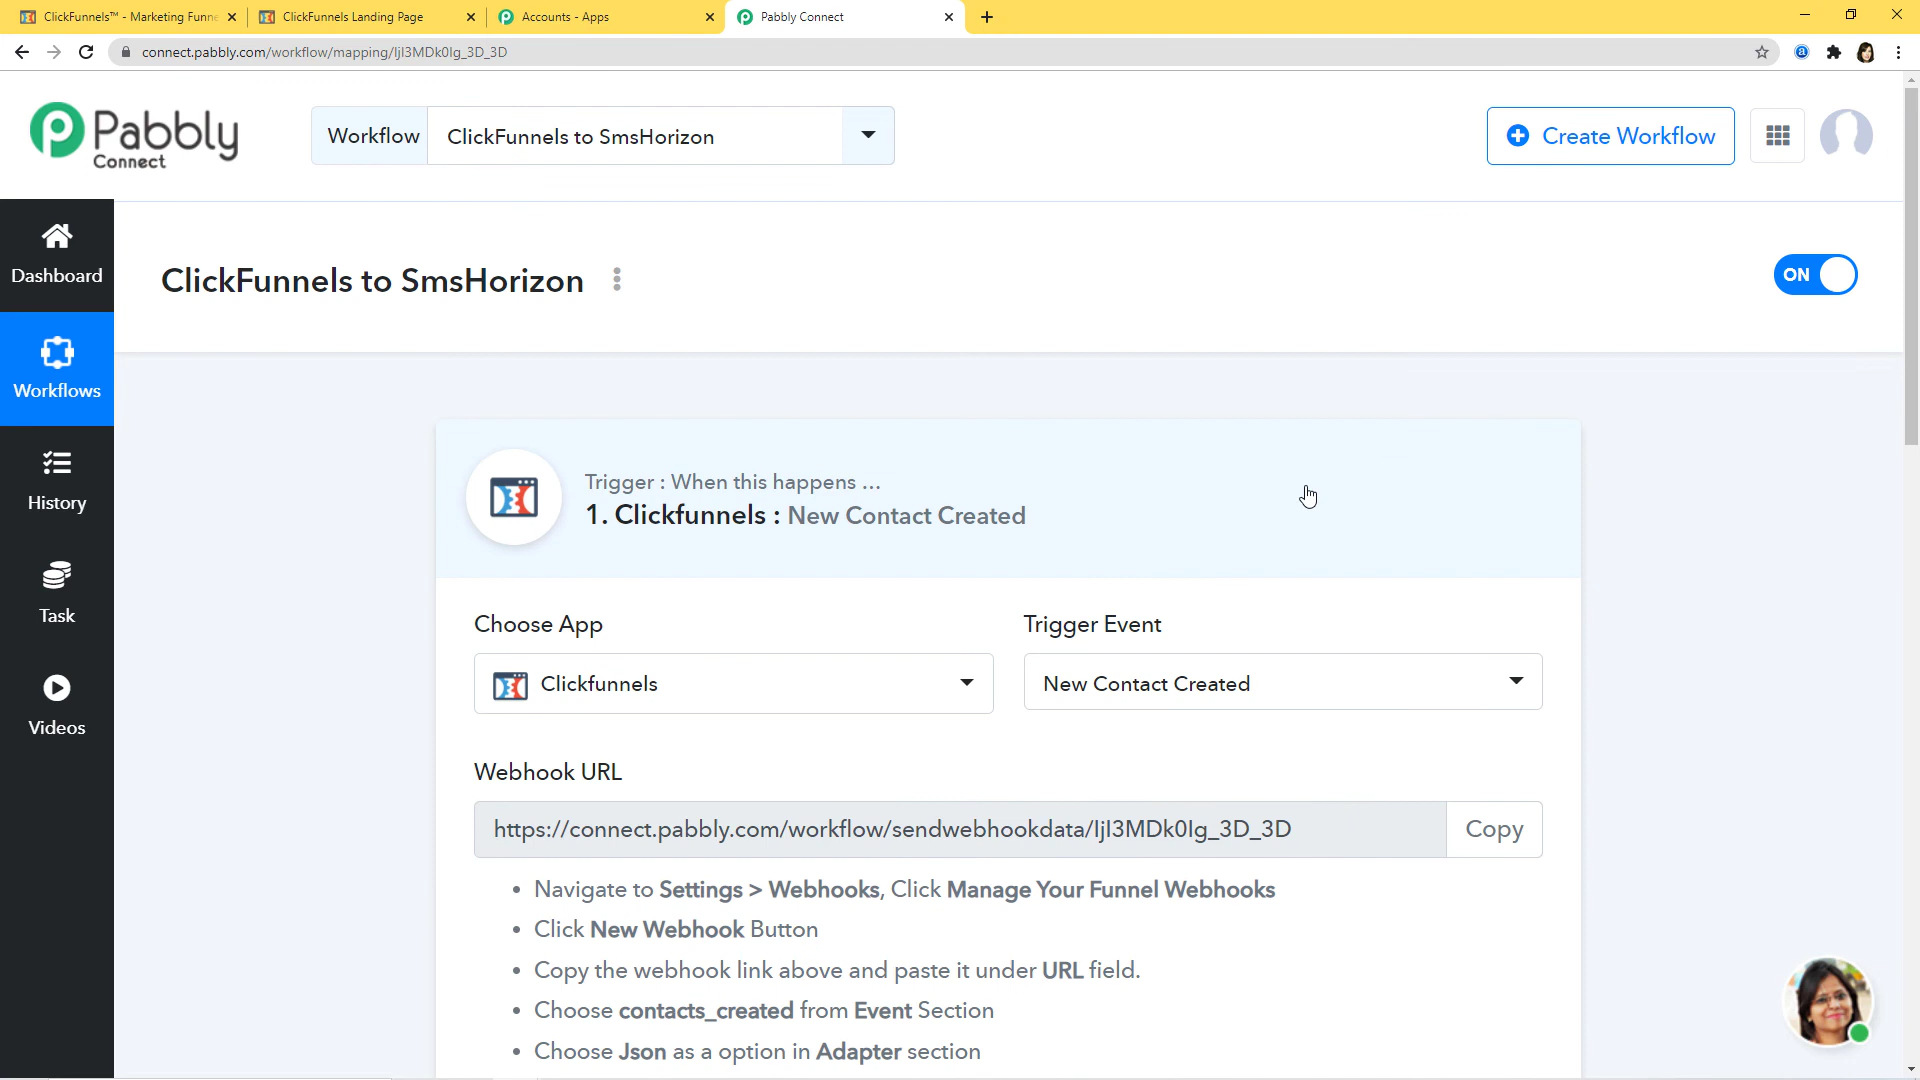 ClickFunnels™ - Marketing Funne
ClickFunnels Landing Page
Accounts - Apps
Pabbly Connect
connect.pabbly.com/workflow/mapping/IjI3MDk0Ig_3D_3D
Pabbly
Connect
Workflow
ClickFunnels to SmsHorizon
Create Workflow
Dashboard
Workflows
History
Task
Videos
ClickFunnels to SmsHorizon
ON
Trigger : When this happens ...
1. Clickfunnels : New Contact Created
Choose App
Trigger Event
Clickfunnels
New Contact Created
Webhook URL
https://connect.pabbly.com/workflow/sendwebhookdata/IjI3MDk0Ig_3D_3D
Copy
• Navigate to Settings > Webhooks, Click Manage Your Funnel Webhooks
• Click New Webhook Button
• Copy the webhook link above and paste it under URL field.
• Choose contacts_created from Event Section
• Choose Json as a option in Adapter section